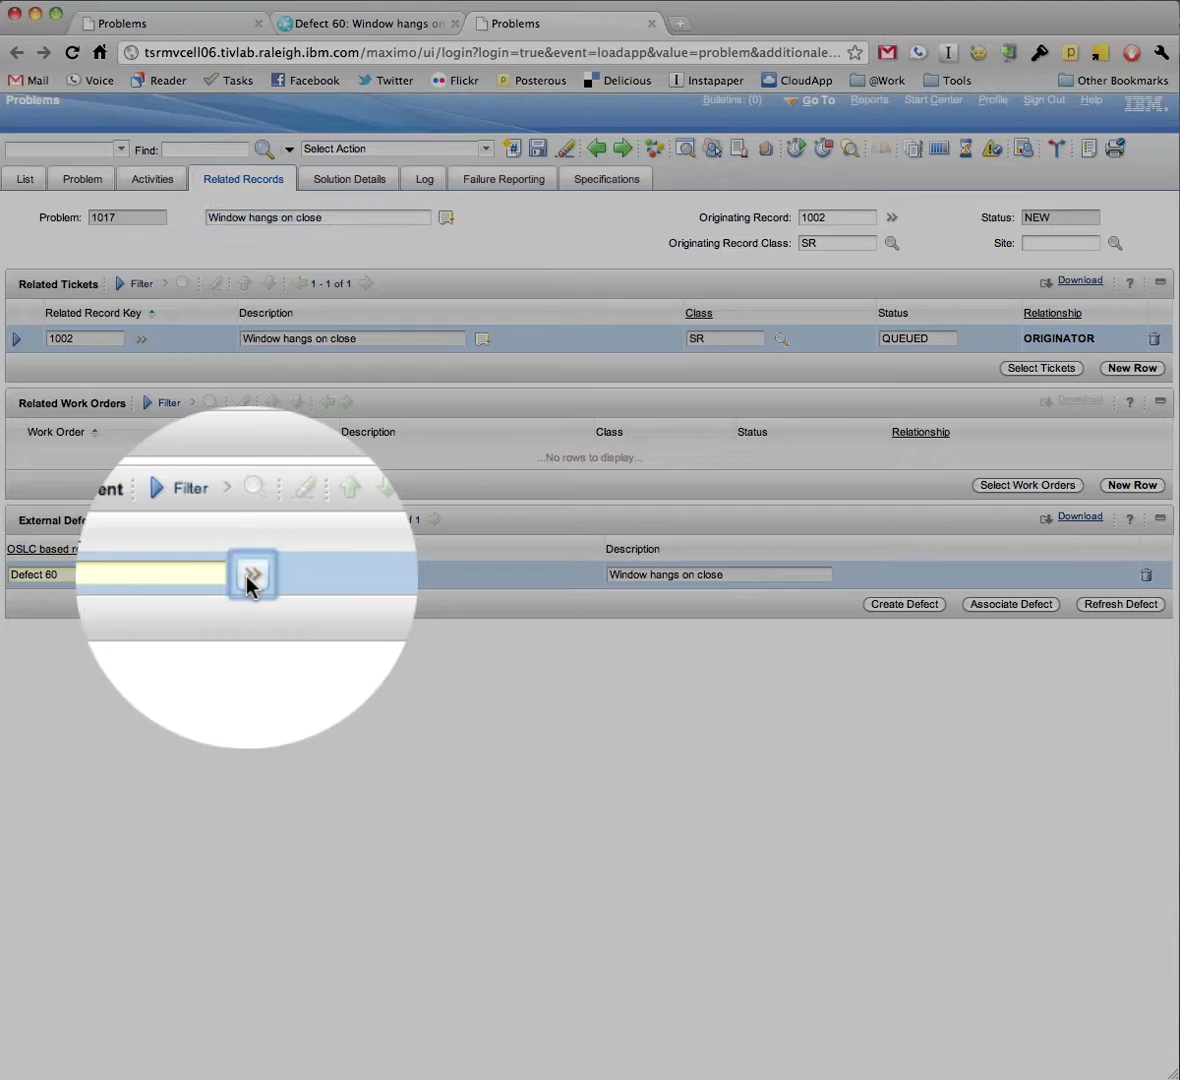 Problems
Defect 60: Window hangs on
Problems
tsrmvcell06.tivlab.raleigh.ibm.com/maximo/ui/login?login=true&event=loadapp&value=problem&additionale...
Mail Voice Reader Tasks Facebook Twitter Flickr Posterous Delicious Instapaper CloudApp @Work Tools Other Bookmarks
Problems Bulletins: (0) Go To Reports Start Center Profile Sign Out Help IBM.
Find: Select Action
List Problem Activities Related Records Solution Details Log Failure Reporting Specifications
Problem: 1017 Window hangs on close Originating Record: 1002 Status: NEW
Originating Record Class: SR Site:
Related Tickets Filter 1 - 1 of 1 Download ?
Related Record Key Description Class Status Relationship
1002 Window hangs on close SR QUEUED ORIGINATOR
Select Tickets New Row
Related Work Orders Filter Download ?
Work Order Description Class Status Relationship
...No rows to display...
ent Filter
Select Work Orders New Row
External Defe f 1 Download ?
OSLC based r Description
Defect 60 Window hangs on close
Create Defect Associate Defect Refresh Defect